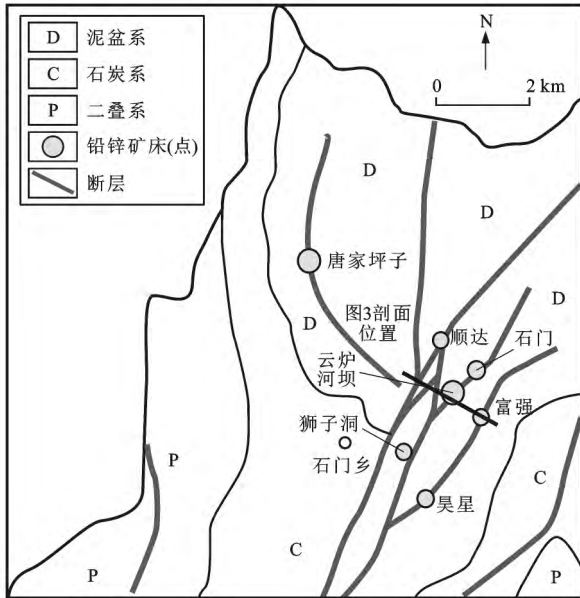 D 泥盆系
C 石炭系
P 二叠系
铅锌矿床(点)
断层
N
0 2 km
D
D
D
唐家坪子
D
D
图3剖面
位置
顺达
石门
云炉
河坝
富强
狮子洞
石门乡
昊星
P
C
C
P
P